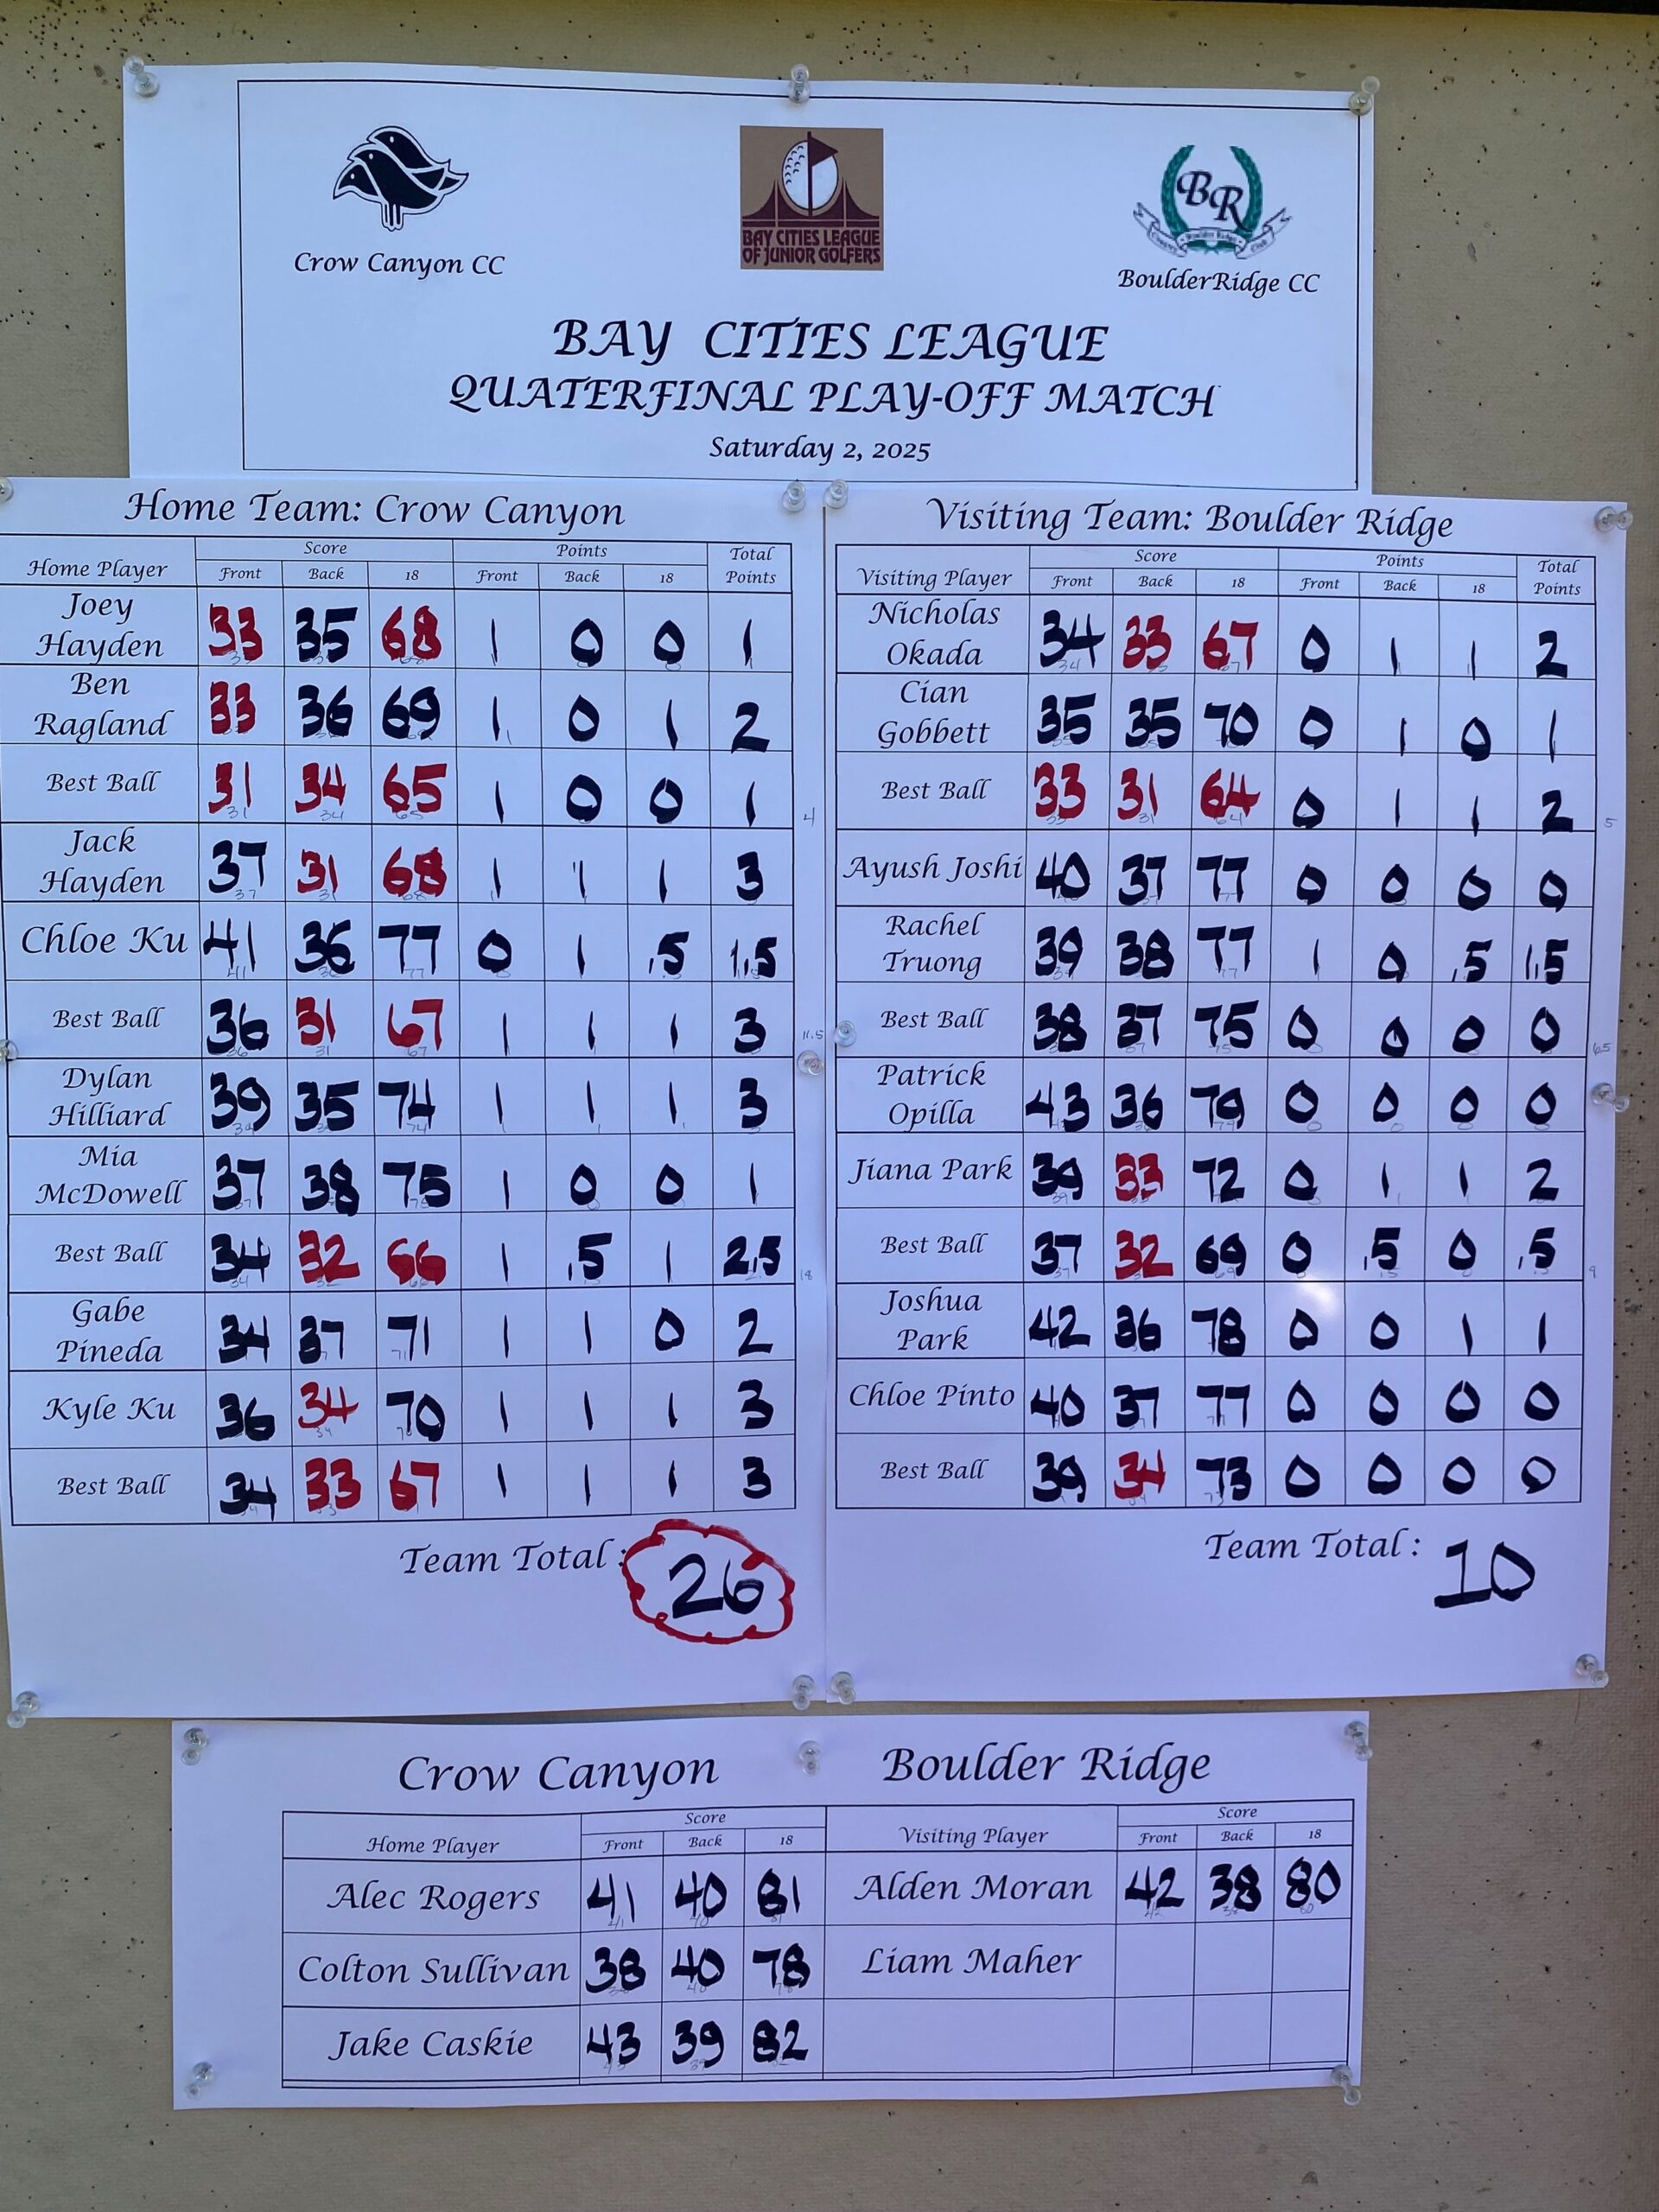 Crow Canyon CC
BAY CITIES LEAGUE
OF JUNIOR GOLFERS
BR
BoulderRidge CC
BAY CITIES LEAGUE
QUATERFINAL PLAY-OFF MATCH
Saturday 2, 2025
Home Team: Crow Canyon
Home Player Score Points Total Points
Front Back 18 Front Back 18
Joey Hayden 33 35 68 1 0 0 1
Ben Ragland 33 36 69 1 0 1 2
Best Ball 31 34 65 1 0 0 1
4
Jack Hayden 37 31 68 1 1 1 3
Chloe Ku 41 36 77 0 1 .5 1.5
Best Ball 36 31 67 1 1 1 3
11.5
Dylan Hilliard 39 35 74 1 1 1 3
Mia McDowell 37 38 75 1 0 0 1
Best Ball 34 32 66 1 .5 1 2.5
18
Gabe Pineda 34 37 71 1 1 0 2
Kyle Ku 36 34 70 1 1 1 3
Best Ball 34 33 67 1 1 1 3
Team Total: 26
Visiting Team: Boulder Ridge
Visiting Player Score Points Total Points
Front Back 18 Front Back 18
Nicholas Okada 34 33 67 0 1 1 2
Cian Gobbett 35 35 70 0 1 0 1
Best Ball 33 31 64 0 1 1 2
5
Ayush Joshi 40 37 77 0 0 0 0
Rachel Truong 39 38 77 1 0 .5 1.5
Best Ball 38 37 75 0 0 0 0
6.5
Patrick Opilla 43 36 79 0 0 0 0
Jiana Park 39 33 72 0 1 1 2
Best Ball 37 32 69 0 .5 0 .5
9
Joshua Park 42 36 78 0 0 1 1
Chloe Pinto 40 37 77 0 0 0 0
Best Ball 39 34 73 0 0 0 0
Team Total: 10
Crow Canyon Boulder Ridge
Home Player Score Visiting Player Score
Front Back 18 Front Back 18
Alec Rogers 41 40 81 Alden Moran 42 38 80
Colton Sullivan 38 40 78 Liam Maher
Jake Caskie 43 39 82